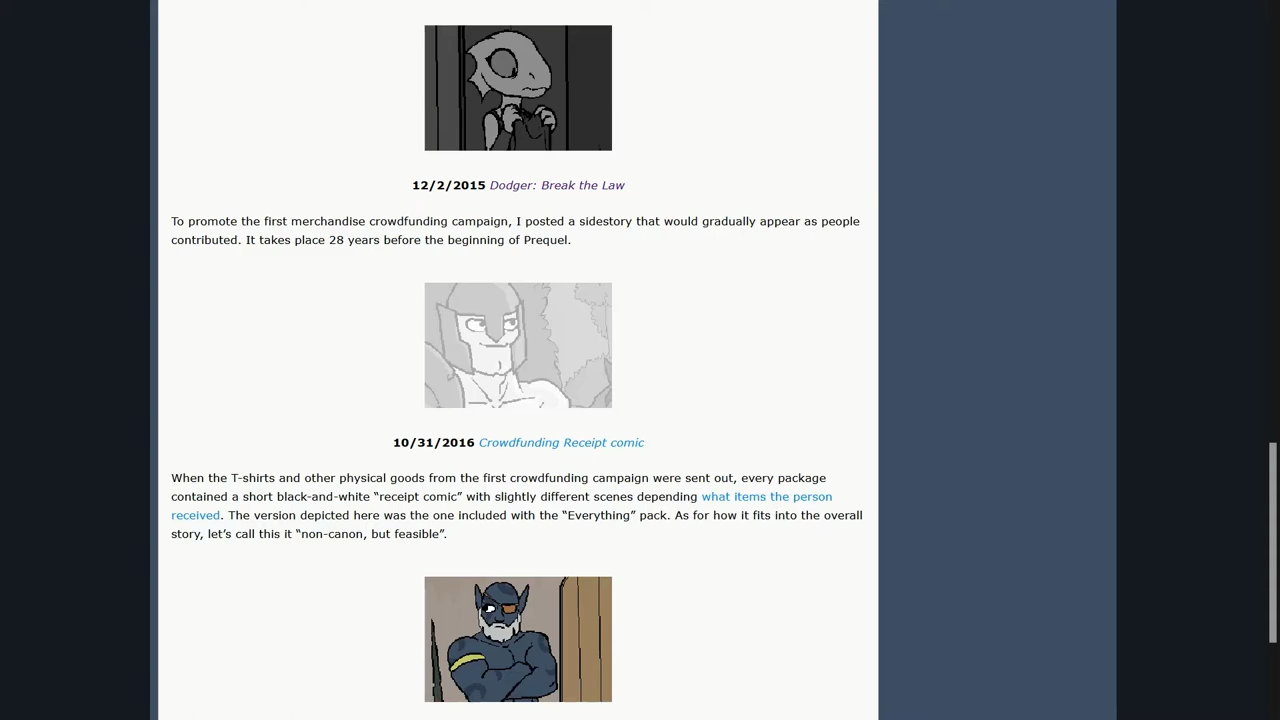 12/2/2015 Dodger: Break the Law
To promote the first merchandise crowdfunding campaign, I posted a sidestory that would gradually appear as people
contributed. It takes place 28 years before the beginning of Prequel.
10/31/2016 Crowdfunding Receipt comic
When the T-shirts and other physical goods from the first crowdfunding campaign were sent out, every package
contained a short black-and-white “receipt comic” with slightly different scenes depending what items the person
received. The version depicted here was the one included with the “Everything” pack. As for how it fits into the overall
story, let’s call this it “non-canon, but feasible”.